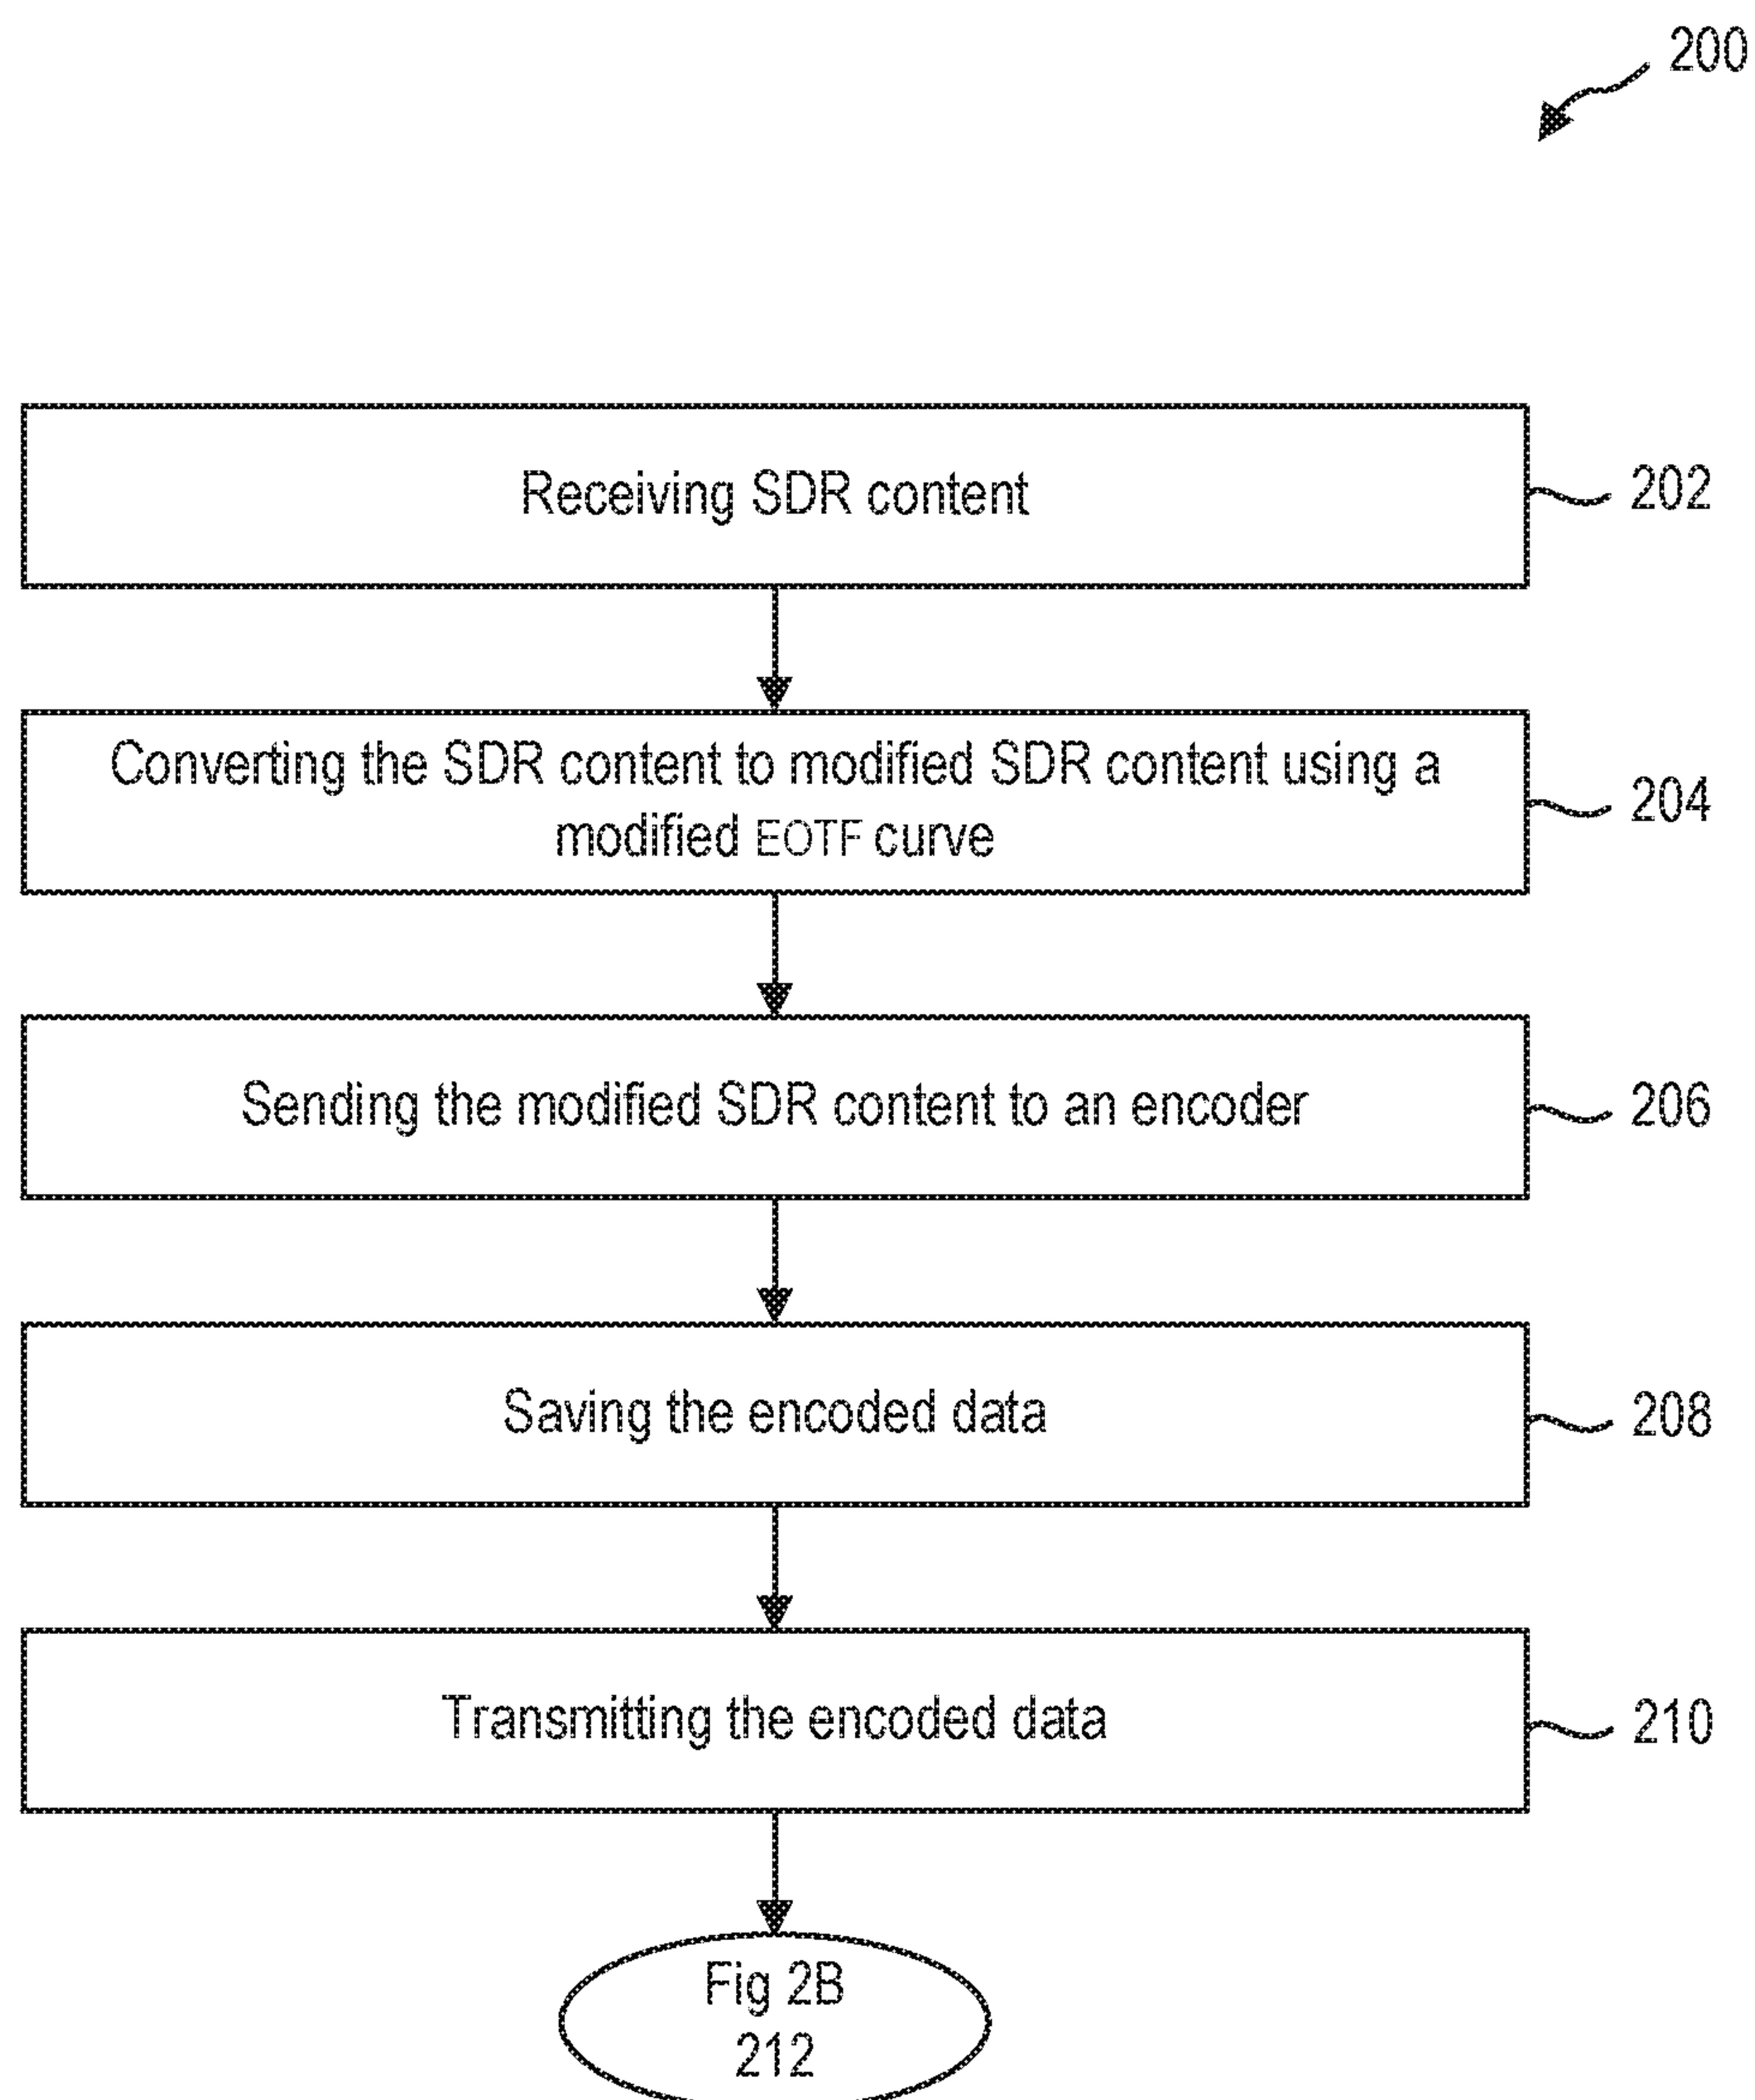 200
Receiving SDR content
202
Converting the SDR content to modified SDR content using a
modified EOTF curve
204
Sending the modified SDR content to an encoder
206
Saving the encoded data
208
Transmitting the encoded data
210
Fig 2B
212